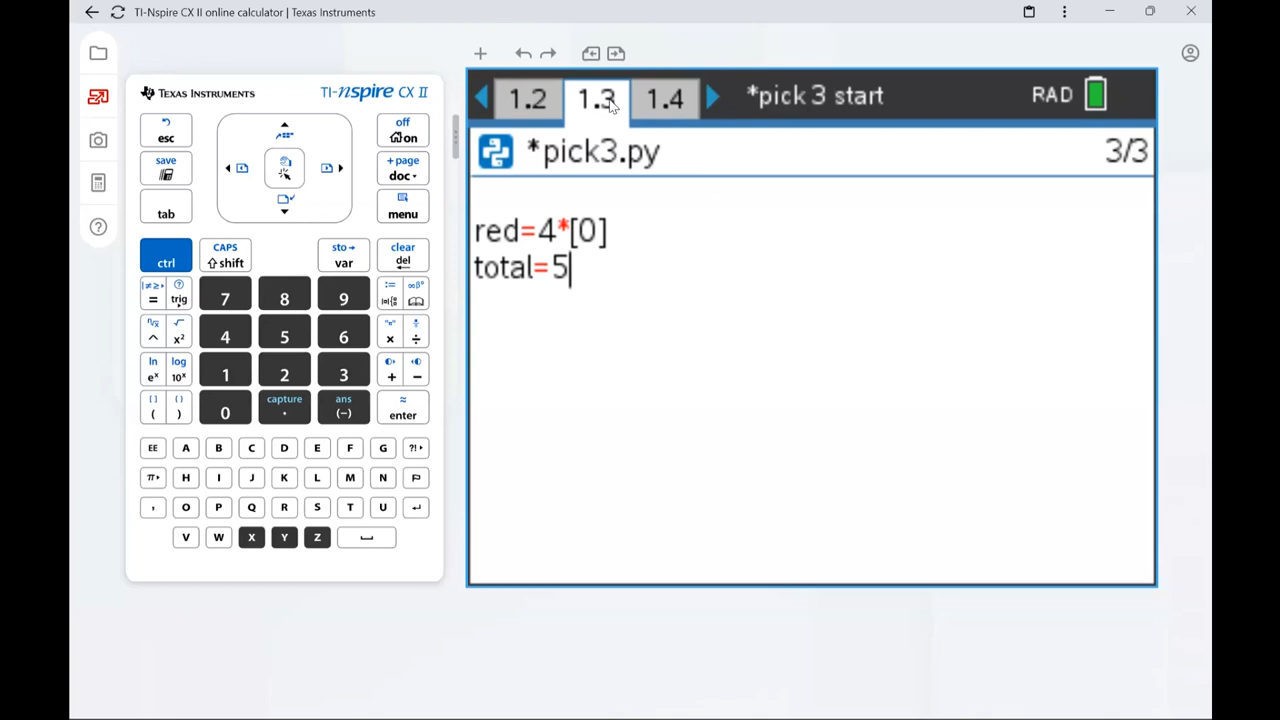 TI-Nspire CX II online calculator | Texas Instruments
TEXAS INSTRUMENTS
TI-nspire CX II
esc
off
on
save
+ page
doc
tab
menu
ctrl
CAPS
shift
sto→
var
clear
del
|≠≥▸
=
?
trig
7
8
9
:=
∞β°
ⁿ√x
^
√
x²
4
5
6
"▫"
×
÷
ln
eˣ
log
10ˣ
1
2
3
+
−
[ ]
(
{ }
)
0
capture
.
ans
(−)
≈
enter
EE
A
B
C
D
E
F
G
?!▸
π▸
H
I
J
K
L
M
N
,
O
P
Q
R
S
T
U
V
W
X
Y
Z
1.2
1.3
1.4
*pick 3 start
RAD
*pick3.py
3/3
red=4*[0]
total=5